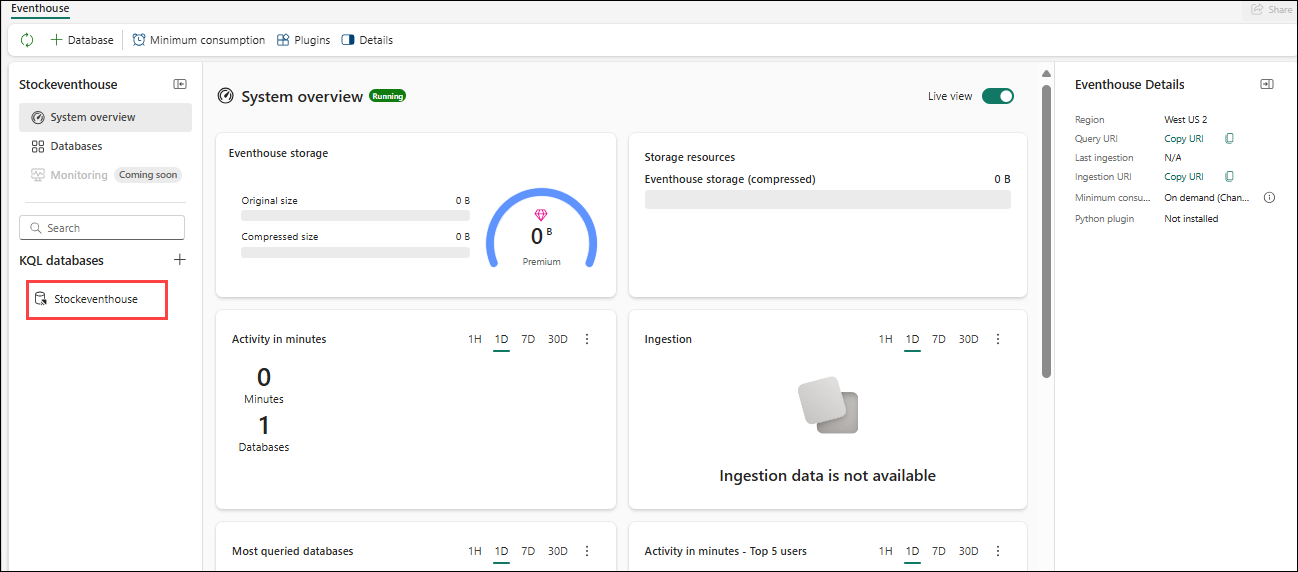 Eventhouse
Share
Database
Minimum consumption
Plugins
Details
Stockeventhouse
System overview
Databases
Monitoring Coming soon
Search
KQL databases
Stockeventhouse
System overview Running
Live view
Eventhouse storage
Original size 0 B
Compressed size 0 B
0 B
Premium
Storage resources
Eventhouse storage (compressed) 0 B
Activity in minutes 1H 1D 7D 30D
0
Minutes
1
Databases
Ingestion 1H 1D 7D 30D
Ingestion data is not available
Most queried databases 1H 1D 7D 30D
Activity in minutes - Top 5 users 1H 1D 7D 30D
Eventhouse Details
Region West US 2
Query URI Copy URI
Last ingestion N/A
Ingestion URI Copy URI
Minimum consu... On demand (Chan...
Python plugin Not installed